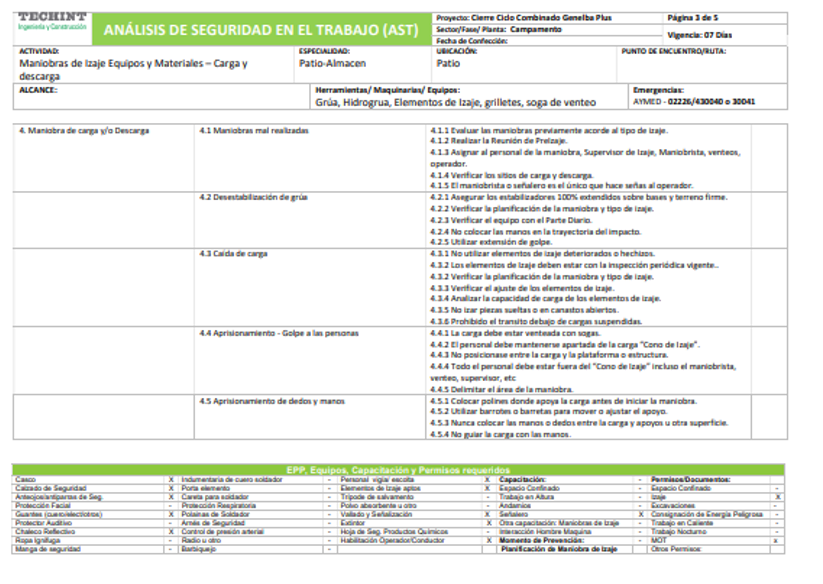 TECHINT
Ingeniería y Construcción
ANÁLISIS DE SEGURIDAD EN EL TRABAJO (AST)
Proyecto: Cierre Ciclo Combinado Genelba Plus
Página 3 de 5
Sector/Fase/ Planta: Campamento
Vigencia: 07 Días
Fecha de Confección:
ACTIVIDAD:
Maniobras de Izaje Equipos y Materiales – Carga y
descarga
ESPECIALIDAD:
Patio-Almacen
UBICACIÓN:
Patio
PUNTO DE ENCUENTRO/RUTA:
ALCANCE:
Herramientas/ Maquinarias/ Equipos:
Grúa, Hidrogrua, Elementos de Izaje, grilletes, soga de venteo
Emergencias:
AYMED - 02226/430040 o 30041
4. Maniobra de carga y/o Descarga
4.1 Maniobras mal realizadas
4.1.1 Evaluar las maniobras previamente acorde al tipo de izaje.
4.1.2 Realizar la Reunión de Preizaje.
4.1.3 Asignar al personal de la maniobra, Supervisor de Izaje, Maniobrista, venteos,
operador.
4.1.4 Verificar los sitios de carga y descarga.
4.1.5 El maniobrista o señalero es el único que hace señas al operador.
4.2 Desestabilización de grúa
4.2.1 Asegurar los estabilizadores 100% extendidos sobre bases y terreno firme.
4.2.2 Verificar la planificación de la maniobra y tipo de izaje.
4.2.3 Verificar el equipo con el Parte Diario.
4.2.4 No colocar las manos en la trayectoria del impacto.
4.2.5 Utilizar extensión de golpe.
4.3 Caída de carga
4.3.1 No utilizar elementos de izaje deteriorados o hechizos.
4.3.2 Los elementos de Izaje deben estar con la inspección periódica vigente..
4.3.2 Verificar la planificación de la maniobra y tipo de izaje.
4.3.3 Verificar el ajuste de los elementos de izaje.
4.3.4 Analizar la capacidad de carga de los elementos de izaje.
4.3.5 No izar piezas sueltas o en canastos abiertos.
4.3.6 Prohibido el transito debajo de cargas suspendidas.
4.4 Aprisionamiento - Golpe a las personas
4.4.1 La carga debe estar venteada con sogas.
4.4.2 El personal debe mantenerse apartada de la carga "Cono de Izaje".
4.4.3 No posicionase entre la carga y la plataforma o estructura.
4.4.4 Todo el personal debe estar fuera del "Cono de Izaje" incluso el maniobrista,
venteo, supervisor, etc
4.4.5 Delimitar el área de la maniobra.
4.5 Aprisionamiento de dedos y manos
4.5.1 Colocar polines donde apoya la carga antes de iniciar la maniobra.
4.5.2 Utilizar barrotes o barretas para mover o ajustar el apoyo.
4.5.3 Nunca colocar las manos o dedos entre la carga y apoyos u otra superficie.
4.5.4 No guiar la carga con las manos.
EPP, Equipos, Capacitación y Permisos requeridos
Casco X Indumentaria de cuero soldador - Personal vigía/ escolta X Capacitación: Permisos/Documentos:
Calzado de Seguridad X Porta elemento - Elementos de Izaje aptos X Espacio Confinado - Espacio Confinado -
Anteojos/antiparras de Seg. X Careta para soldador - Trípode de salvamento - Trabajo en Altura - Izaje X
Protección Facial - Protección Respiratoria - Polvo absorbente u otro - Andamios - Excavaciones -
Guantes (cuero/electricos) X Polainas de Soldador - Vallado y Señalización X Señalero X Consignación de Energía Peligrosa -
Protector Auditivo - Arnés de Seguridad - Extintor - Otra capacitación: Maniobras de Izaje - Trabajo en Caliente -
Chaleco Reflectivo X Control de presión arterial - Hoja de Seg. Productos Químicos - Interacción Hombre Maquina - Trabajo Nocturno -
Ropa Ignífuga - Radio u otro - Habilitación Operador/Conductor X Momento de Prevención: - MOT x
Manga de seguridad - Barbiquejo - Planificación de Maniobra de Izaje Otros Permisos: